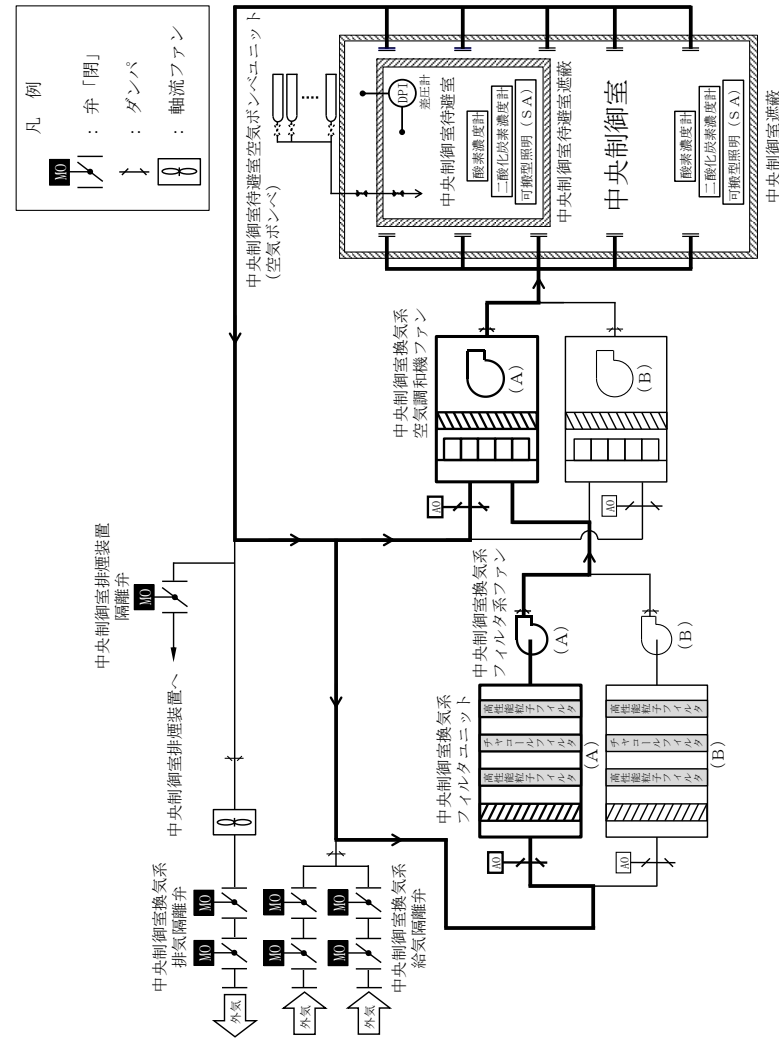 凡　例
MO
：弁「閉」
：ダンパ
：軸流ファン
中央制御室待避室空気ボンベユニット
(空気ボンベ)
DPI
差圧計
中央制御室待避室
酸素濃度計
二酸化炭素濃度計
可搬型照明（ＳＡ）
中央制御室待避室遮蔽
中央制御室
酸素濃度計
二酸化炭素濃度計
可搬型照明（ＳＡ）
中央制御室遮蔽
中央制御室換気系
空気調和機ファン
(A)
(B)
AO
AO
中央制御室排煙装置
隔離弁
MO
中央制御室排煙装置へ
中央制御室換気系
フィルタ系ファン
(A)
(B)
中央制御室換気系
フィルタユニット
高性能粒子フィルタ
チャコールフィルタ
高性能粒子フィルタ
(A)
高性能粒子フィルタ
チャコールフィルタ
高性能粒子フィルタ
(B)
AO
AO
中央制御室換気系
排気隔離弁
MO
MO
外気
MO
MO
外気
MO
MO
外気
中央制御室換気系
給気隔離弁